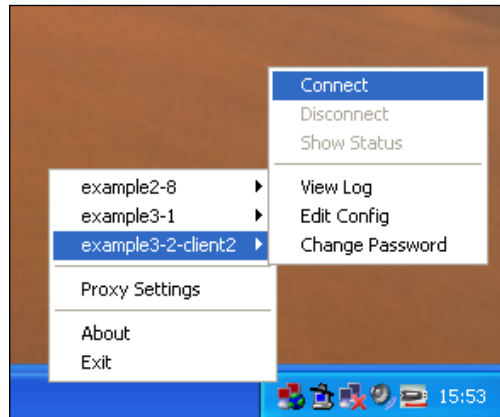 Connect
Disconnect
Show Status
View Log
Edit Config
Change Password
example2-8
example3-1
example3-2-client2
Proxy Settings
About
Exit
15:53